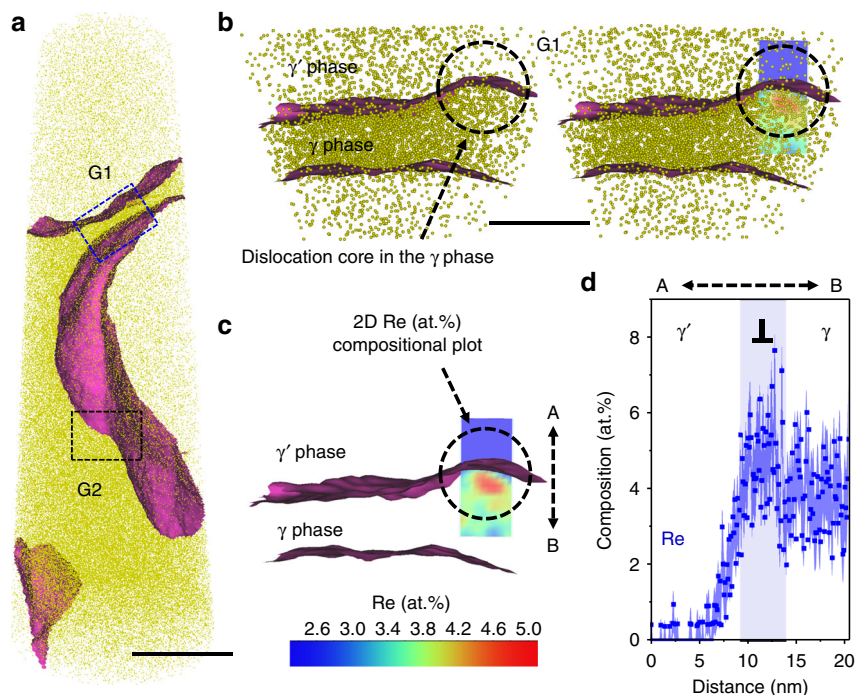 a
G1
G2
b
G1
γ′ phase
γ phase
Dislocation core in the γ phase
c
2D Re (at.%)
compositional plot
A
γ′ phase
γ phase
B
Re (at.%)
2.6 3.0 3.4 3.8 4.2 4.6 5.0
d
A B
γ′ γ
8
6
4
2
0
Composition (at.%)
Re
0 5 10 15 20
Distance (nm)